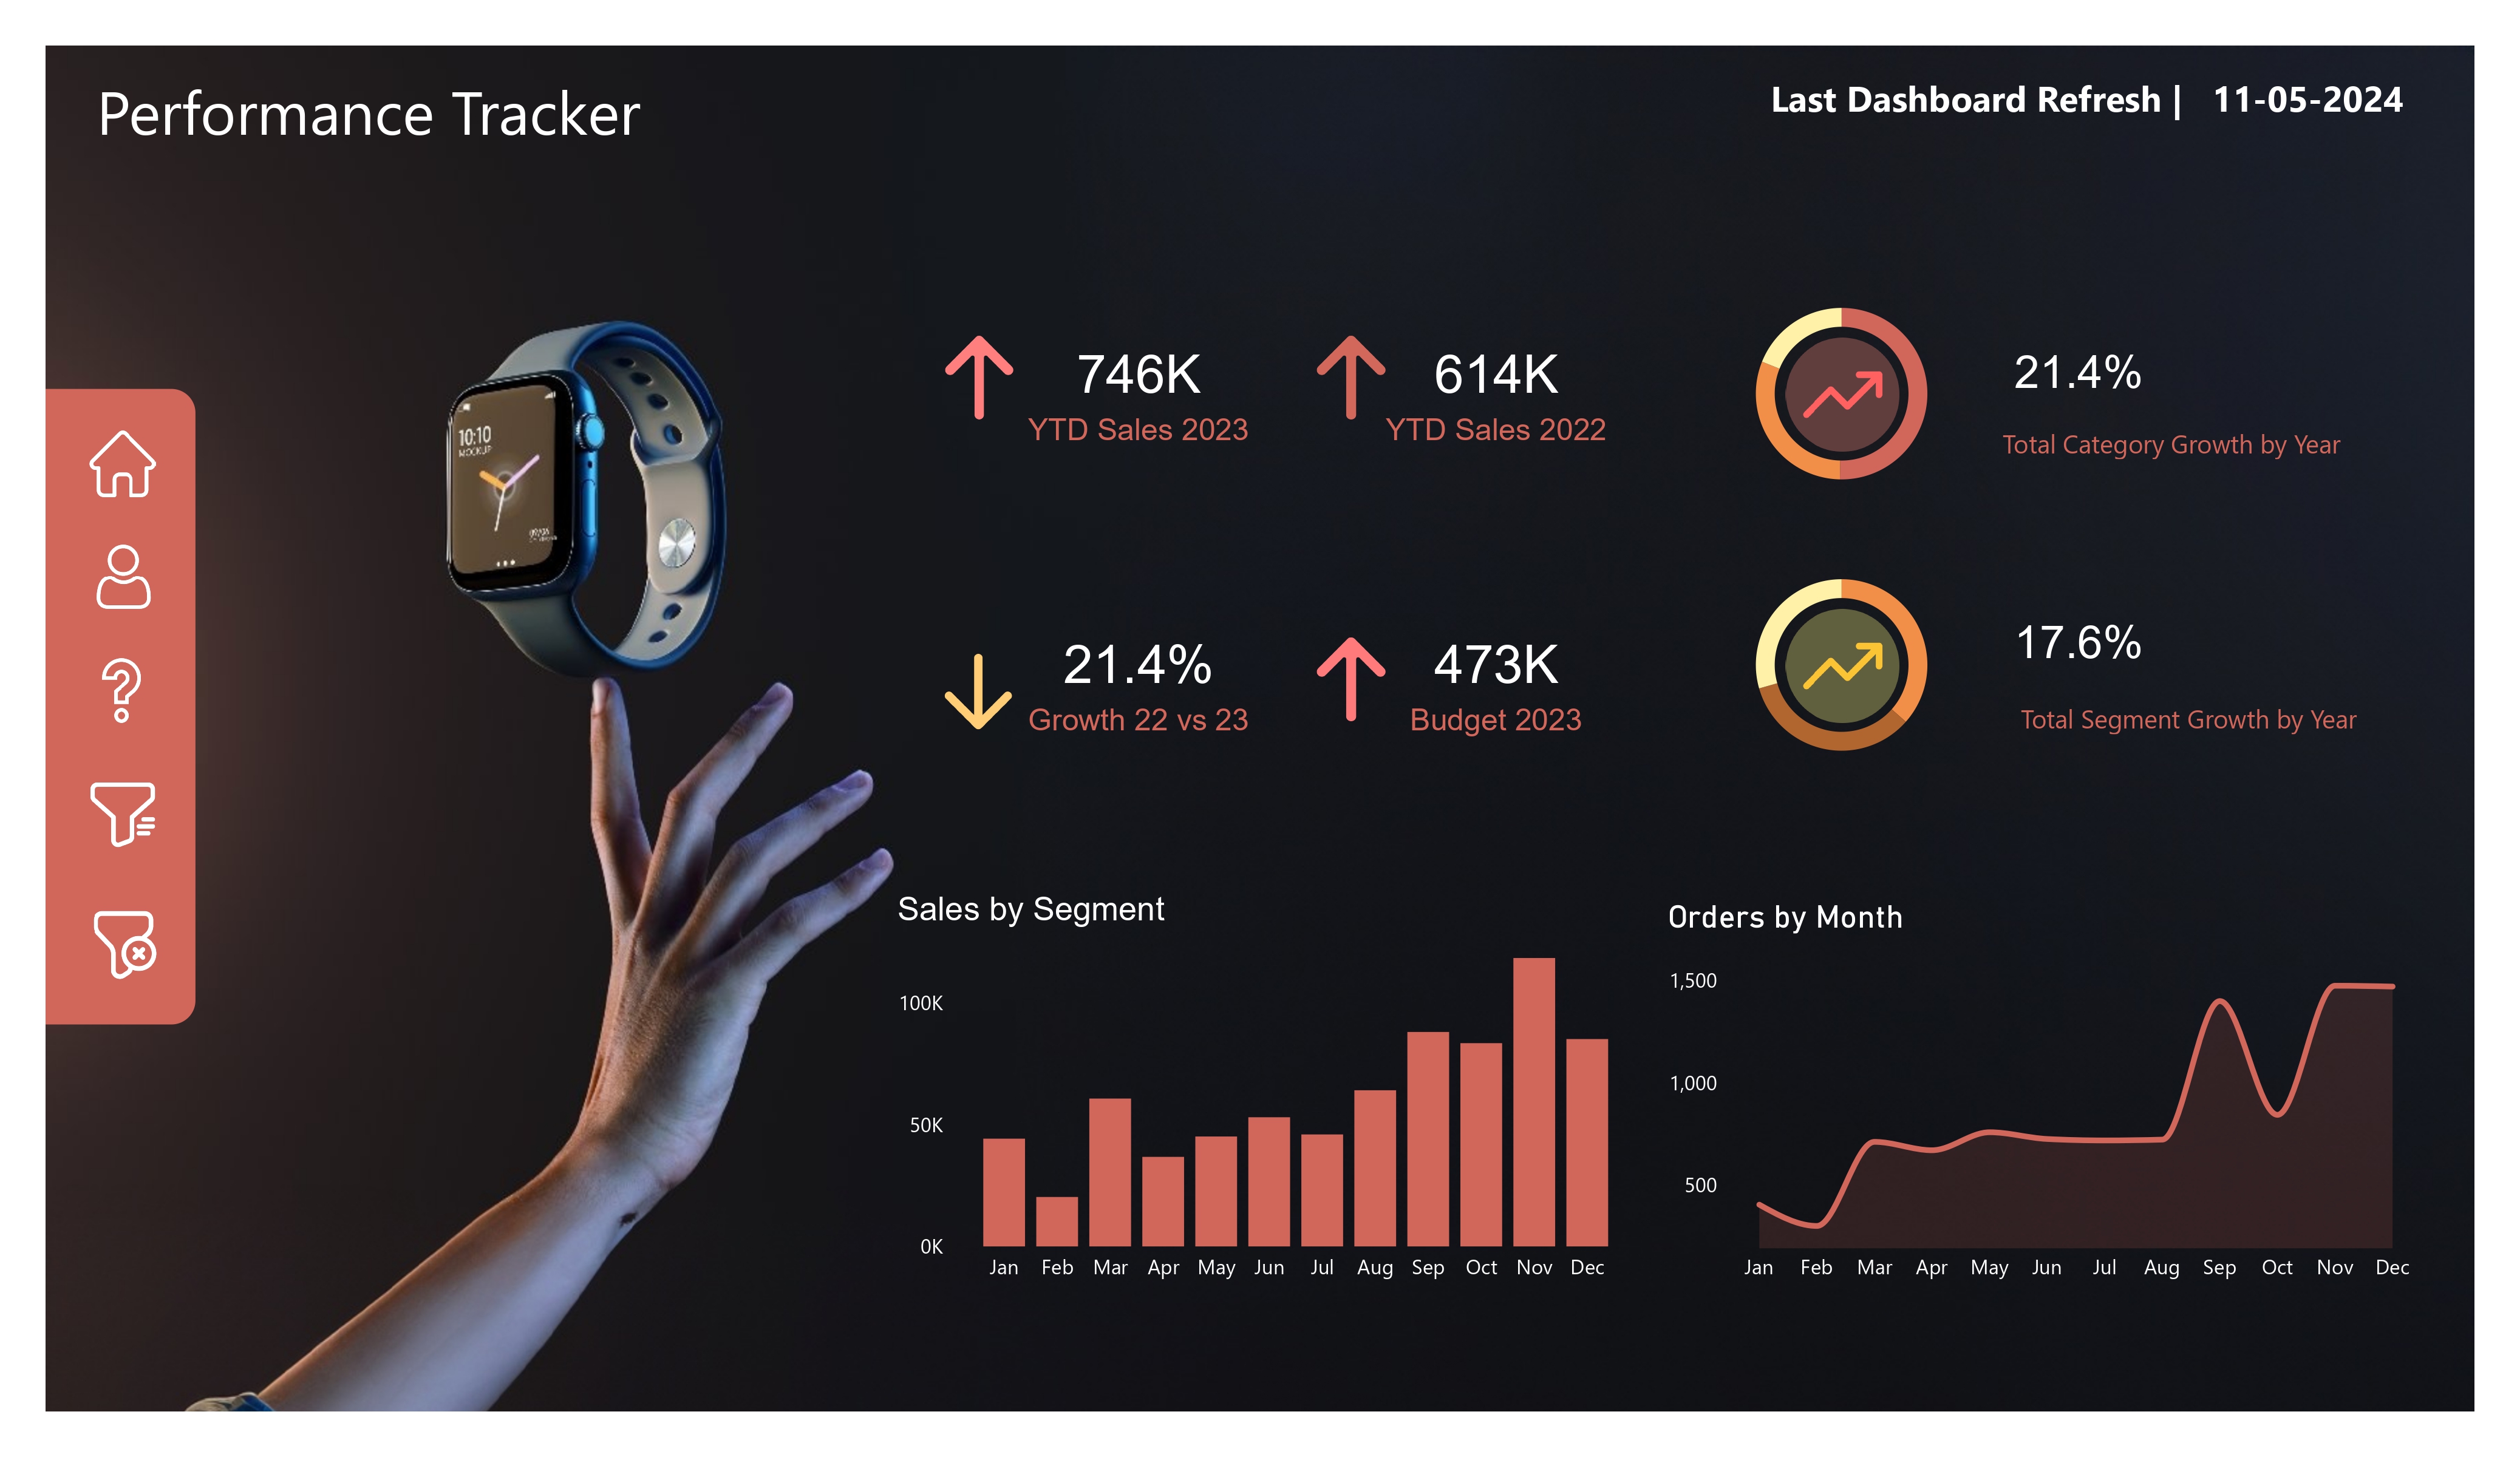 Performance Tracker
Last Dashboard Refresh | 11-05-2024
10:10
MOCKUP
746K
YTD Sales 2023
614K
YTD Sales 2022
21.4%
Total Category Growth by Year
21.4%
Growth 22 vs 23
473K
Budget 2023
17.6%
Total Segment Growth by Year
Sales by Segment
100K
50K
0K
Jan Feb Mar Apr May Jun Jul Aug Sep Oct Nov Dec
Orders by Month
1,500
1,000
500
Jan Feb Mar Apr May Jun Jul Aug Sep Oct Nov Dec